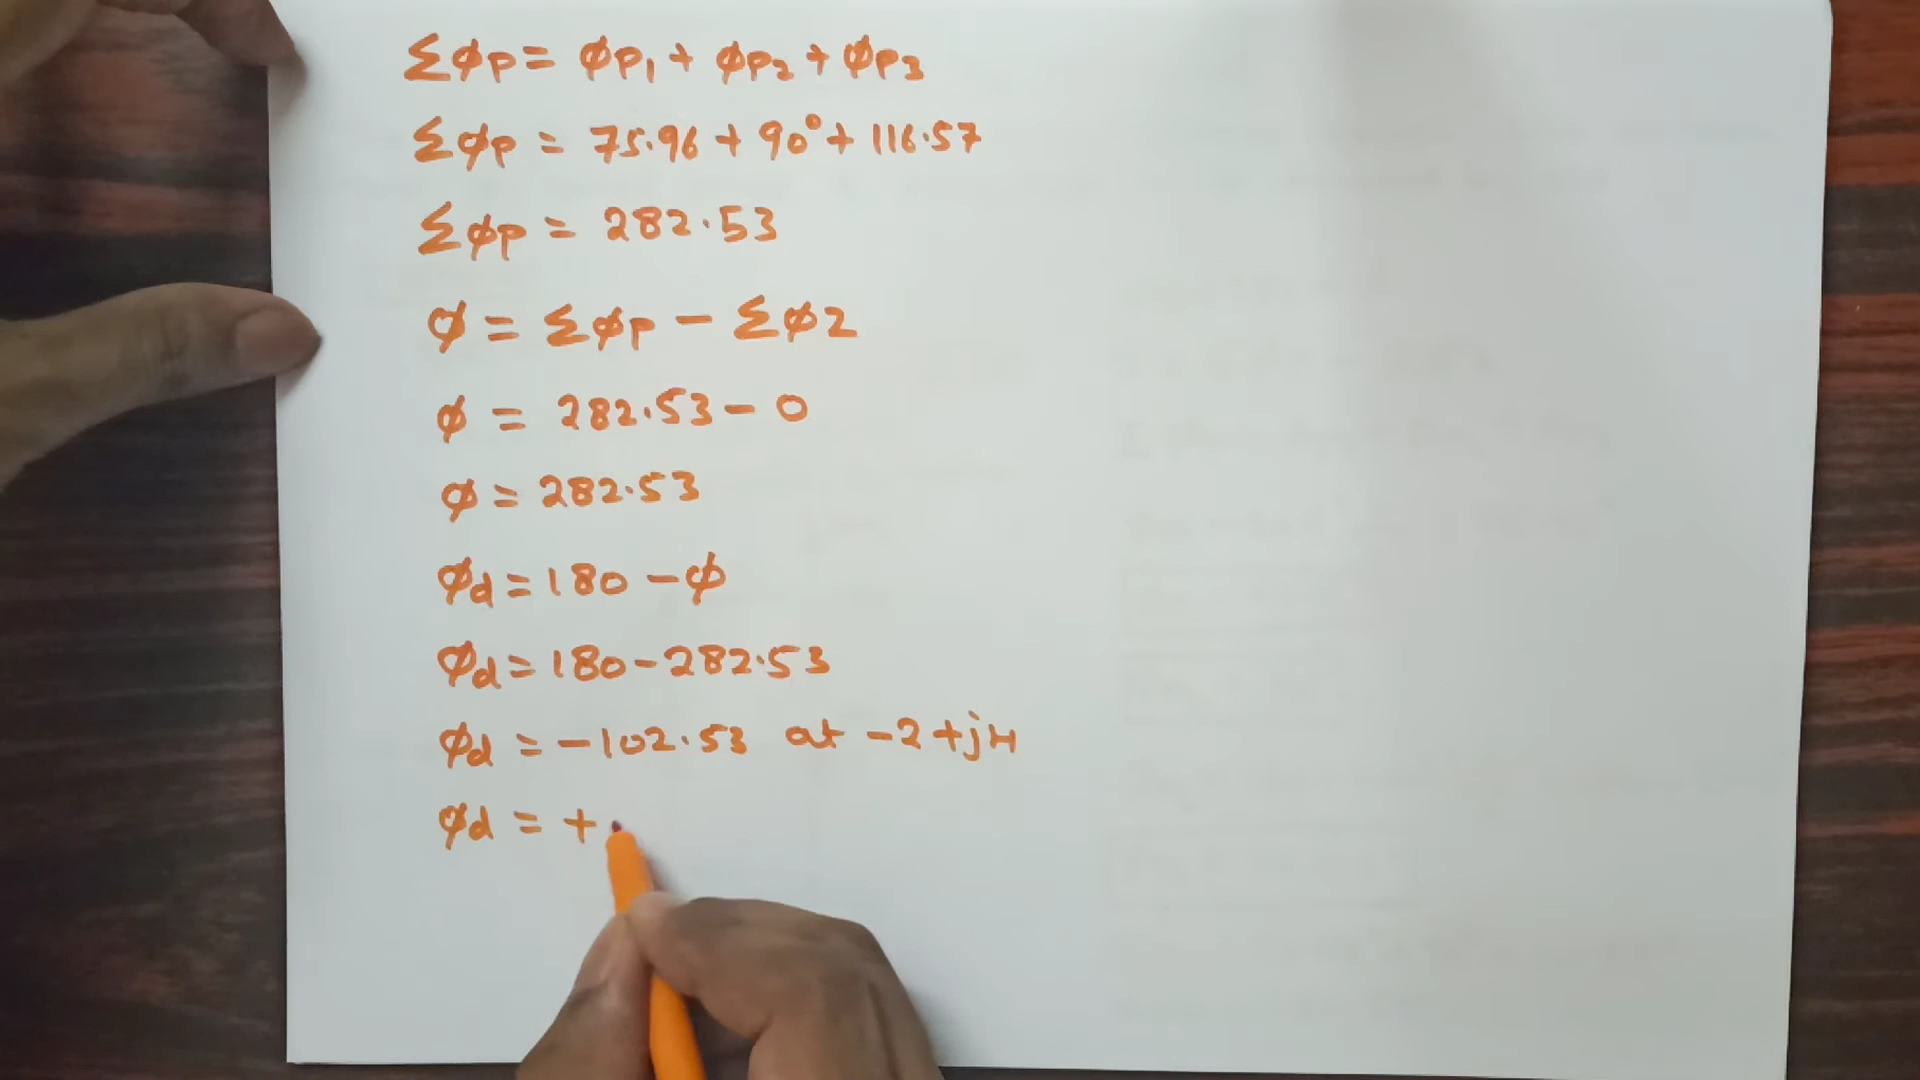 Σφp = φp₁ + φp₂ + φp₃
Σφp = 75.96 + 90° + 116.57
Σφp = 282.53
φ = Σφp - Σφz
φ = 282.53 - 0
φ = 282.53
φd = 180 - φ
φd = 180 - 282.53
φd = -102.53 at -2+j4
φd = +